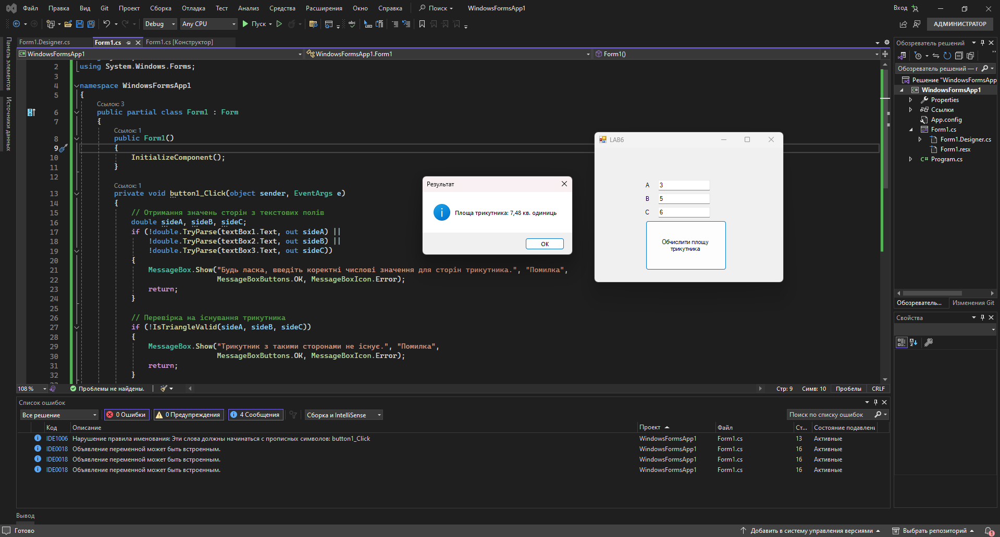 Файл Правка Вид Git Проект Сборка Отладка Тест Анализ Средства Расширения Окно Справка Поиск WindowsFormsApp1 Вход
Debug Any CPU Пуск АДМИНИСТРАТОР
Панель элементов
Источники данных
Form1.Designer.cs Form1.cs Form1.cs [Конструктор]
WindowsFormsApp1 WindowsFormsApp1.Form1 Form1()
2 using System.Windows.Forms;
3
4 namespace WindowsFormsApp1
5 {
Ссылок: 3
6 public partial class Form1 : Form
7 {
Ссылок: 1
8 public Form1()
9 {
10 InitializeComponent();
11 }
12
Ссылок: 1
13 private void button1_Click(object sender, EventArgs e)
14 {
15 // Отримання значень сторін з текстових полів
16 double sideA, sideB, sideC;
17 if (!double.TryParse(textBox1.Text, out sideA) ||
18 !double.TryParse(textBox2.Text, out sideB) ||
19 !double.TryParse(textBox3.Text, out sideC))
20 {
21 MessageBox.Show("Будь ласка, введіть коректні числові значення для сторін трикутника.", "Помилка",
22 MessageBoxButtons.OK, MessageBoxIcon.Error);
23 return;
24 }
25
26 // Перевірка на існування трикутника
27 if (!IsTriangleValid(sideA, sideB, sideC))
28 {
29 MessageBox.Show("Трикутник з такими сторонами не існує.", "Помилка",
30 MessageBoxButtons.OK, MessageBoxIcon.Error);
31 return;
32 }
Результат
Площа трикутника: 7,48 кв. одиниць
ОК
LAB6
A 3
B 5
C 6
Обчислити площу
трикутника
108 % Проблемы не найдены. Стр: 9 Симв: 10 Пробелы CRLF
Список ошибок
Все решение 0 Ошибки 0 Предупреждения 4 Сообщения Сборка и IntelliSense Поиск по списку ошибок
Код Описание Проект Файл Ст... Состояние подавлени
IDE1006 Нарушение правила именования: Эти слова должны начинаться с прописных символов: button1_Click WindowsFormsApp1 Form1.cs 13 Активные
IDE0018 Объявление переменной может быть встроенным. WindowsFormsApp1 Form1.cs 16 Активные
IDE0018 Объявление переменной может быть встроенным. WindowsFormsApp1 Form1.cs 16 Активные
IDE0018 Объявление переменной может быть встроенным. WindowsFormsApp1 Form1.cs 16 Активные
Вывод
Обозреватель решений
Обозреватель решений — г
Решение "WindowsFormsApp
WindowsFormsApp1
Properties
Ссылки
App.config
Form1.cs
Form1.Designer.cs
Form1.resx
Program.cs
Обозреватель... Изменения Git
Свойства
Готово Добавить в систему управления версиями Выбрать репозиторий 1